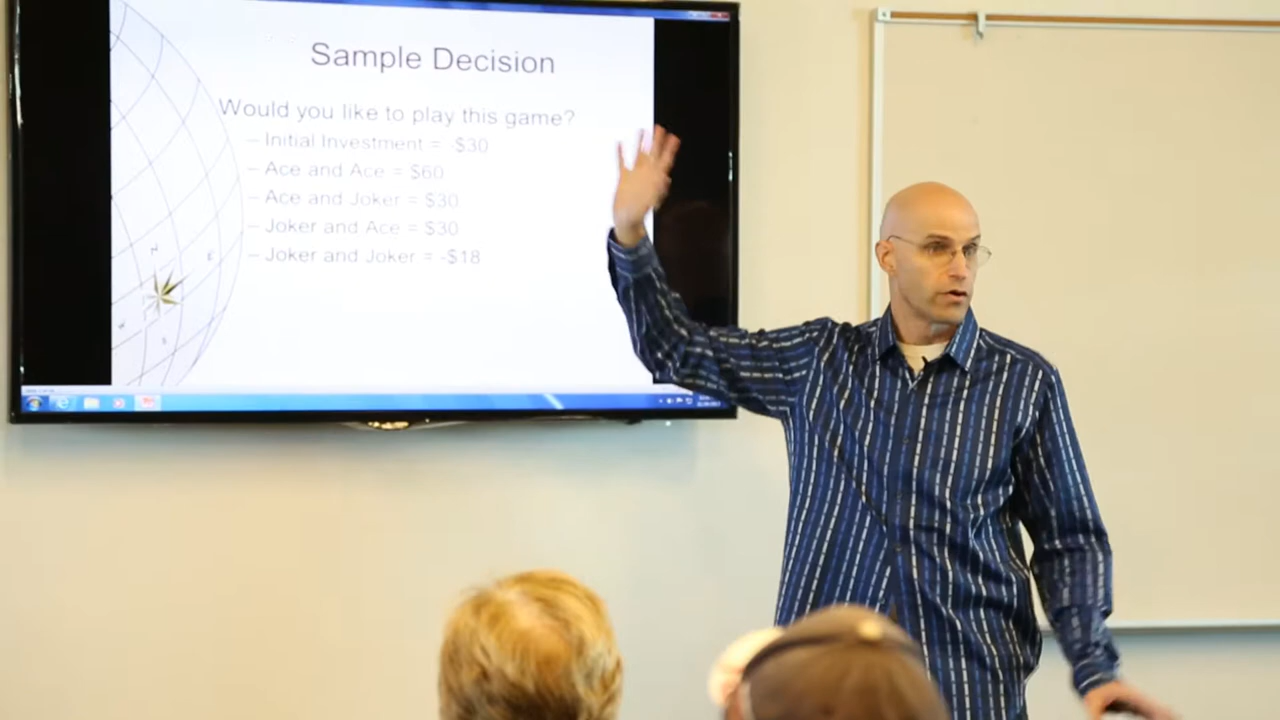 Sample Decision
Would you like to play this game?
– Initial Investment = -$30
– Ace and Ace = $60
– Ace and Joker = $30
– Joker and Ace = $30
– Joker and Joker = -$18
N
E